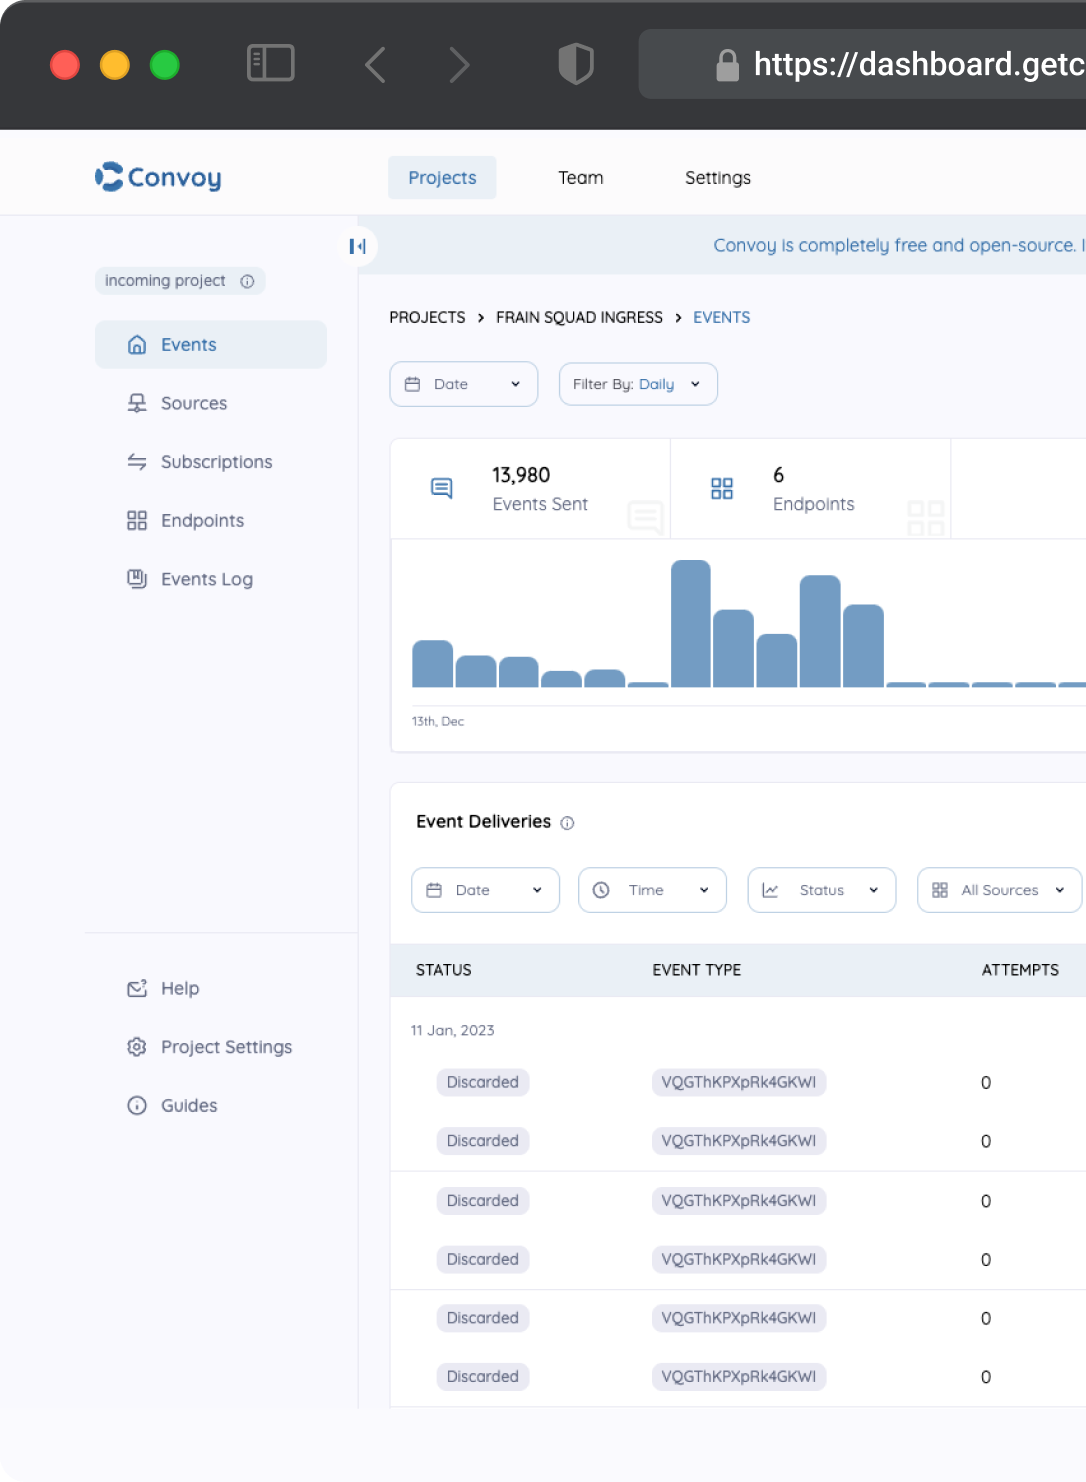 https://dashboard.getc
Convoy
Projects
Team
Settings
Convoy is completely free and open-source.
incoming project
Events
Sources
Subscriptions
Endpoints
Events Log
Help
Project Settings
Guides
PROJECTS > FRAIN SQUAD INGRESS > EVENTS
Date
Filter By: Daily
13,980
Events Sent
6
Endpoints
13th, Dec
Event Deliveries
Date
Time
Status
All Sources
STATUS EVENT TYPE ATTEMPTS
11 Jan, 2023
Discarded VQGThKPXpRk4GKWI 0
Discarded VQGThKPXpRk4GKWI 0
Discarded VQGThKPXpRk4GKWI 0
Discarded VQGThKPXpRk4GKWI 0
Discarded VQGThKPXpRk4GKWI 0
Discarded VQGThKPXpRk4GKWI 0